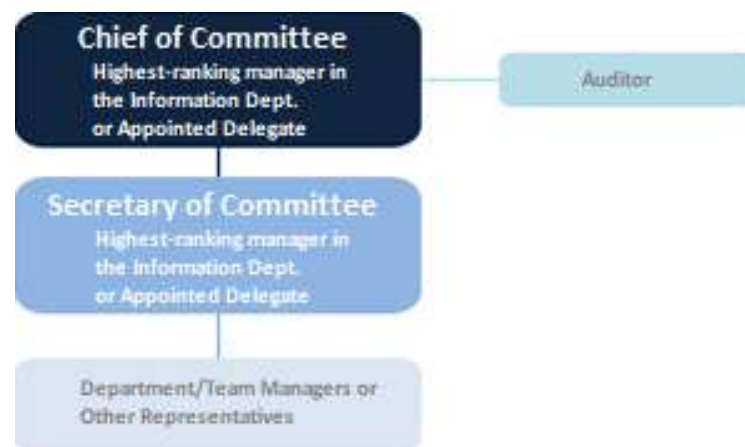 Chief of Committee
Highest-ranking manager in
the Information Dept.
or Appointed Delegate
Auditor
Secretary of Committee
Highest-ranking manager in
the Information Dept.
or Appointed Delegate
Department/Team Managers or
Other Representatives